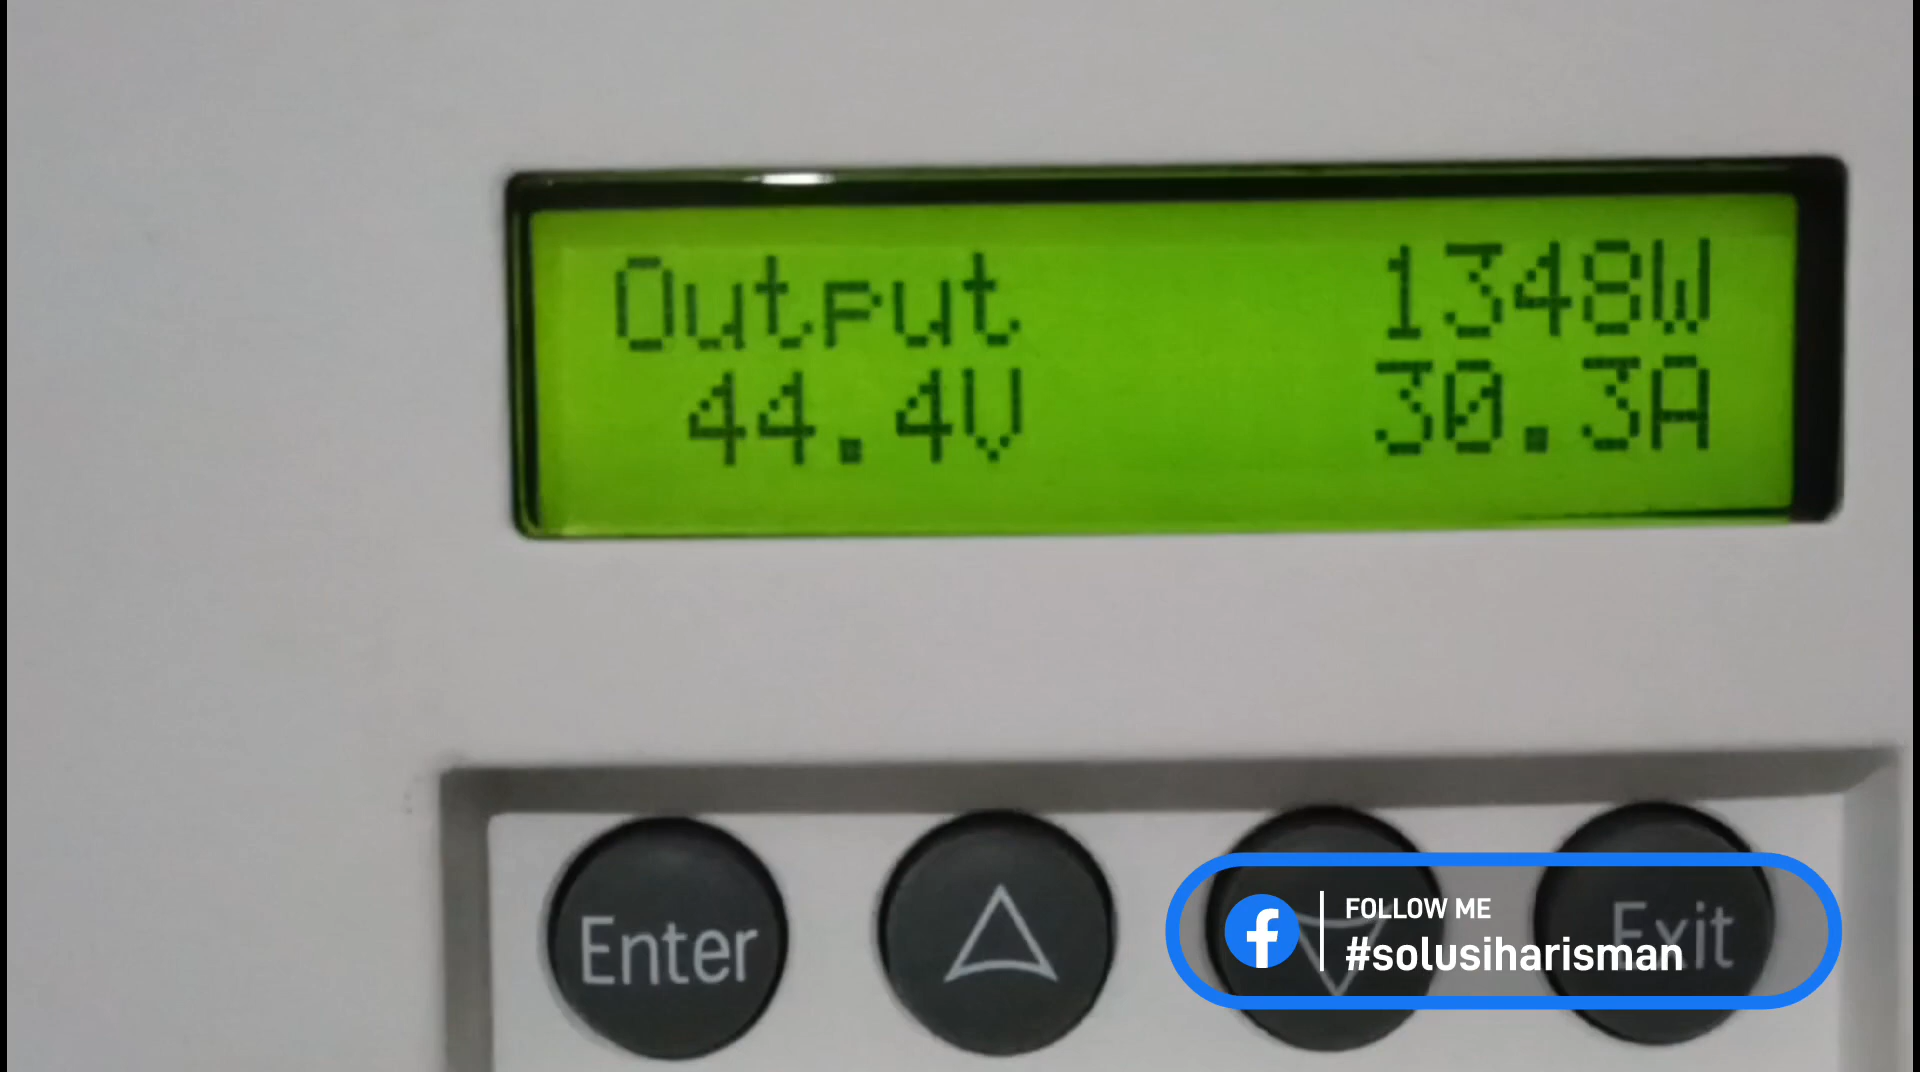 Output 1348W
44.4V 30.3A
Enter
Exit
FOLLOW ME
#solusiharisman